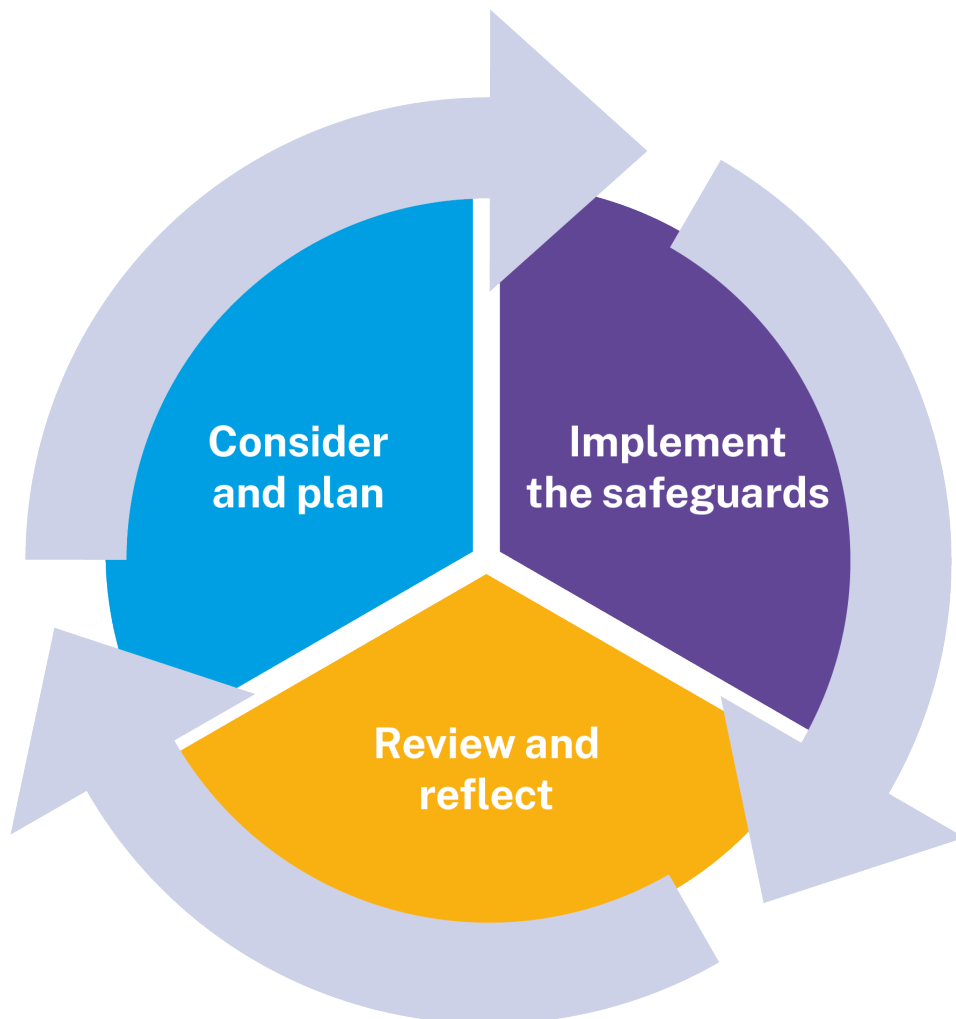 Consider
and plan
Implement
the safeguards
Review and
reflect